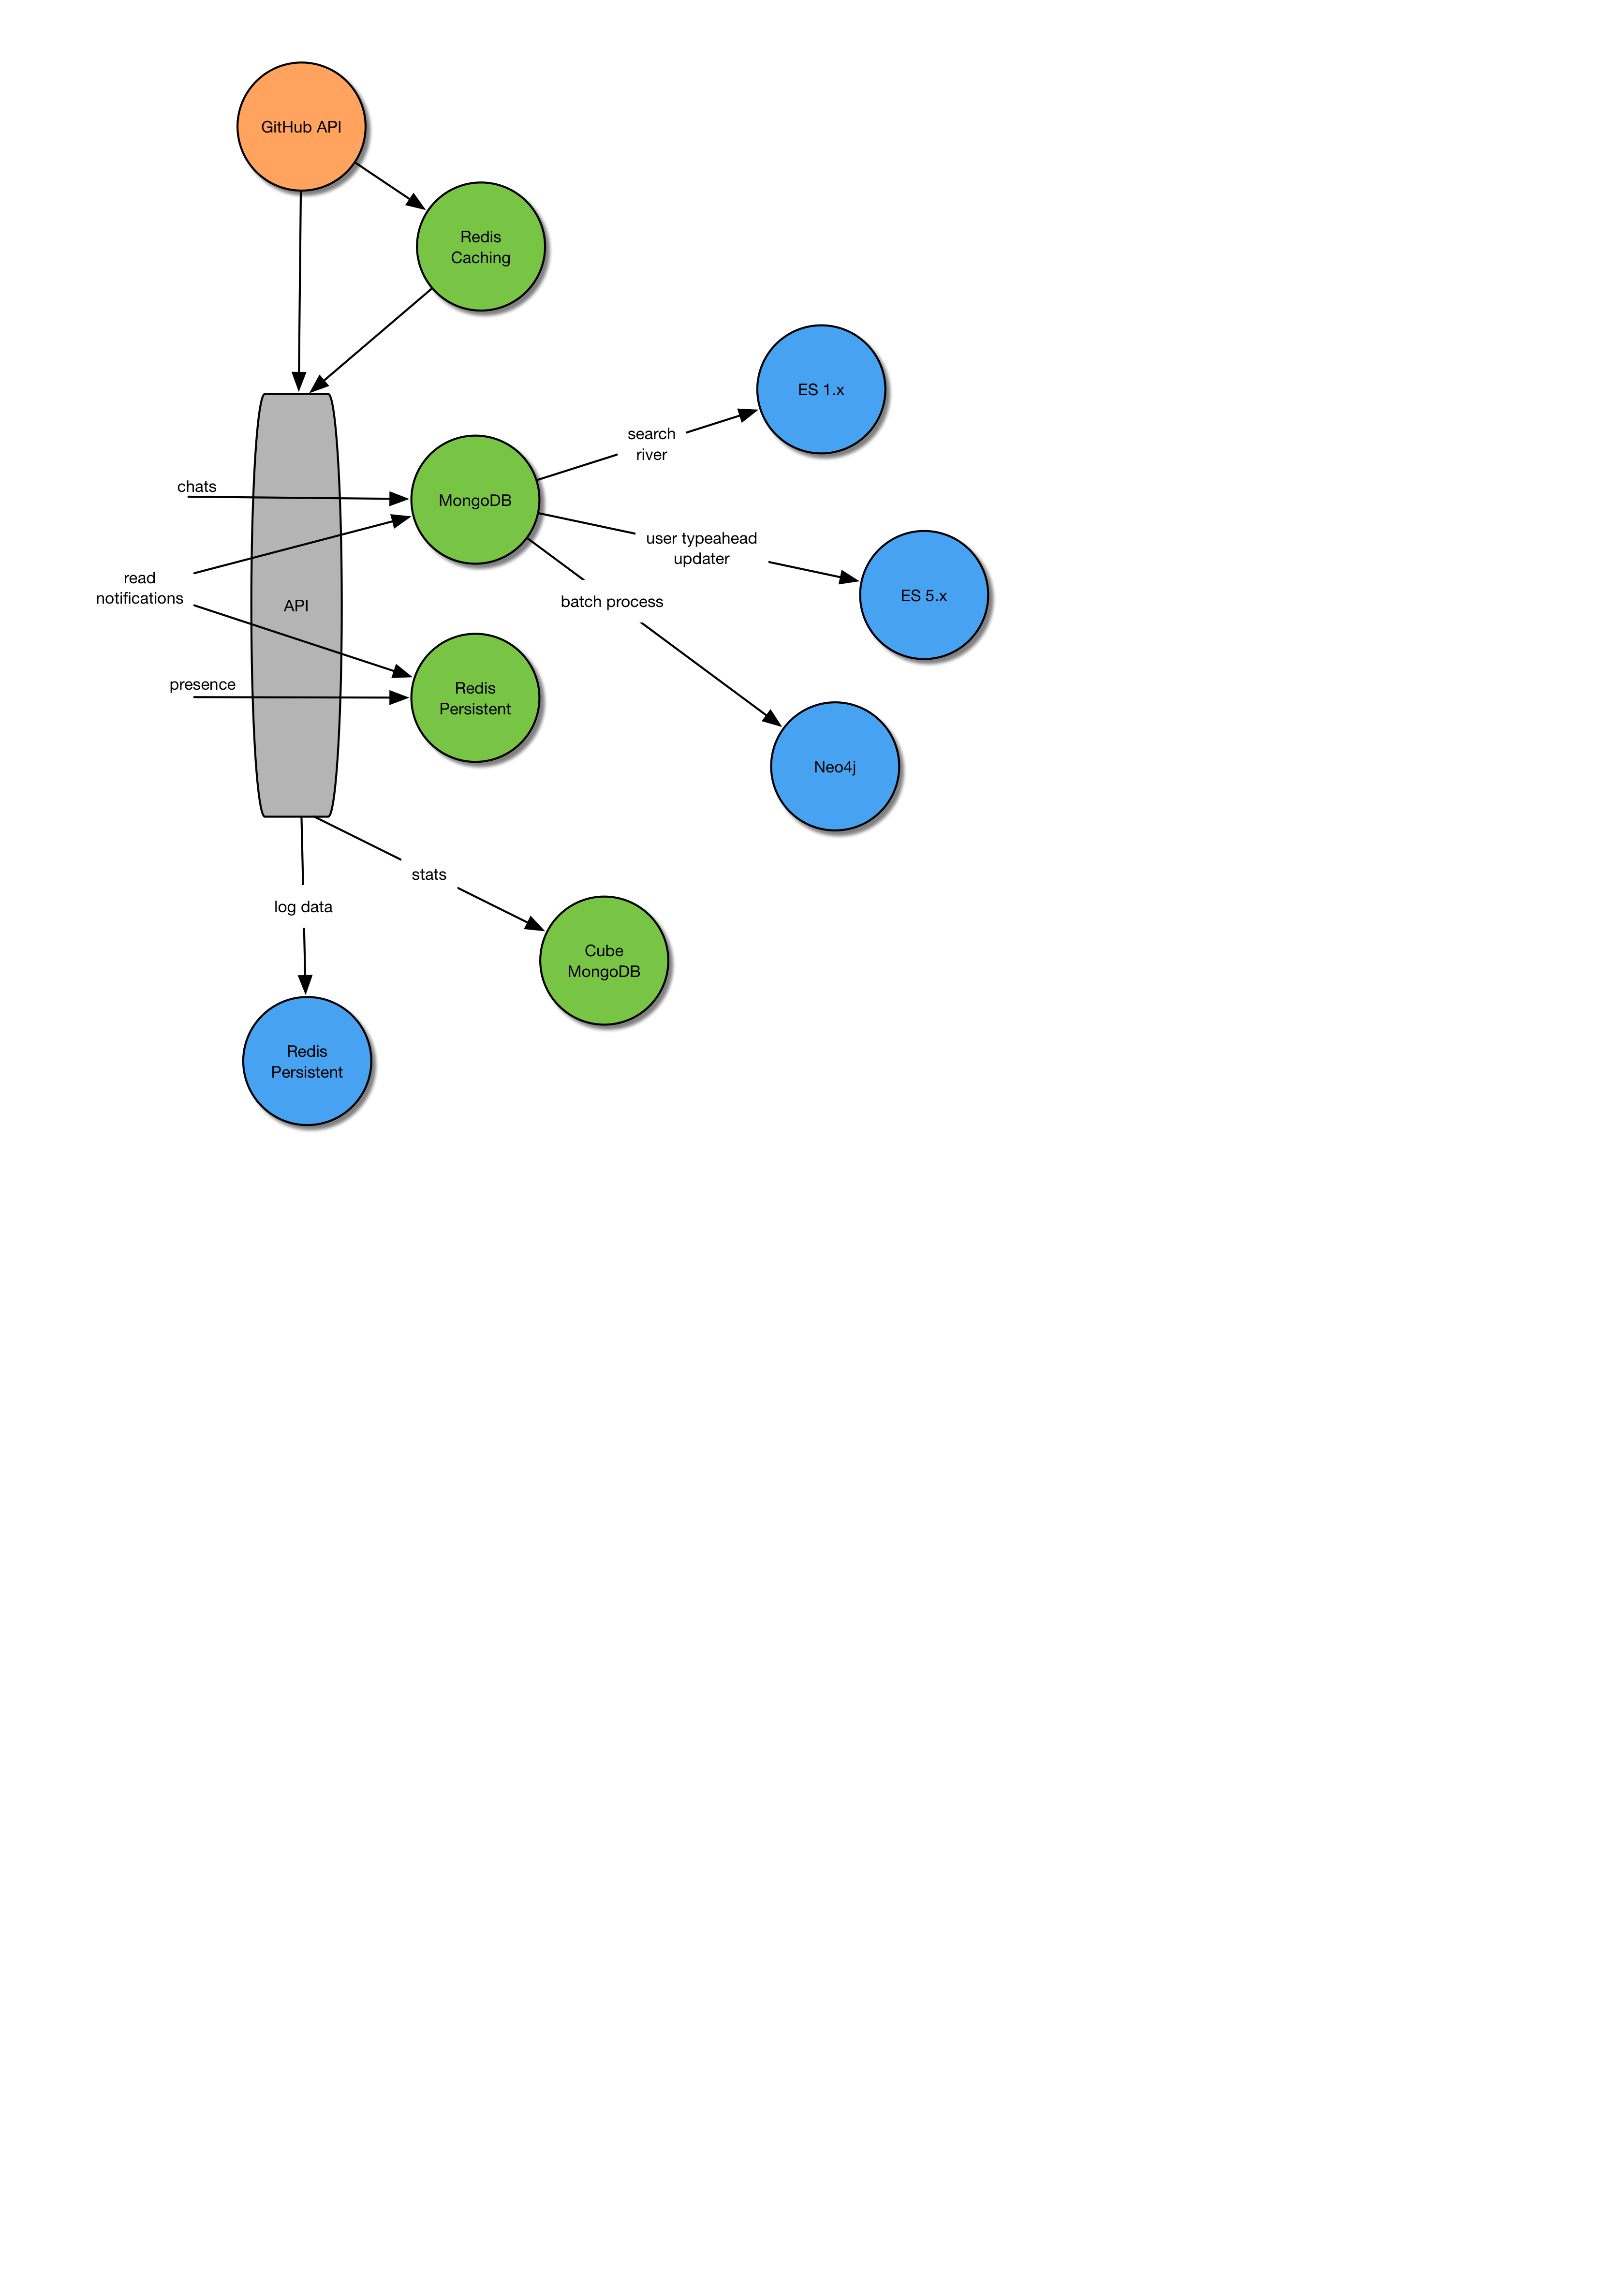 GitHub API
Redis
Caching
ES 1.x
search
river
chats
MongoDB
user typeahead
updater
read
notifications
API
batch process
ES 5.x
presence
Redis
Persistent
Neo4j
stats
log data
Cube
MongoDB
Redis
Persistent